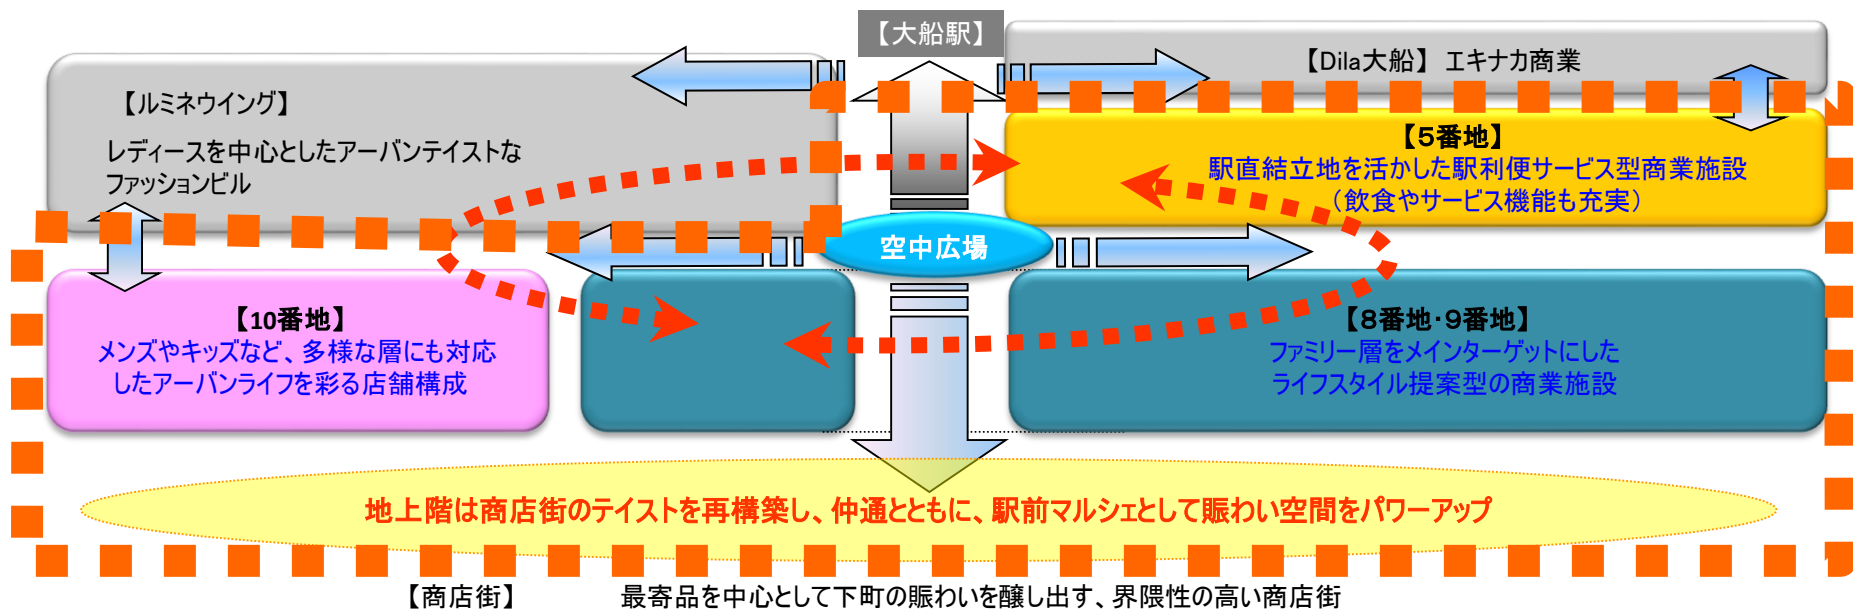 【大船駅】
【Dila大船】 エキナカ商業
【ルミネウイング】
レディースを中心としたアーバンテイストな
ファッションビル
【5番地】
駅直結立地を活かした駅利便サービス型商業施設
（飲食やサービス機能も充実）
空中広場
【10番地】
メンズやキッズなど、多様な層にも対応
したアーバンライフを彩る店舗構成
【8番地・9番地】
ファミリー層をメインターゲットにした
ライフスタイル提案型の商業施設
地上階は商店街のテイストを再構築し、仲通とともに、駅前マルシェとして賑わい空間をパワーアップ
【商店街】 最寄品を中心として下町の賑わいを醸し出す、界隈性の高い商店街